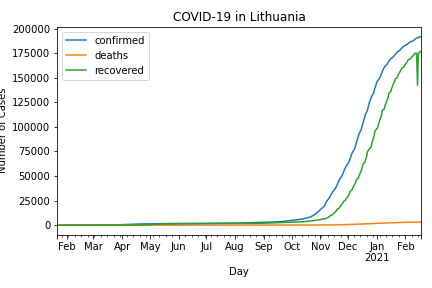 COVID-19 in Lithuania
200000
175000
150000
125000
100000
75000
50000
25000
0
Number of Cases
confirmed
deaths
recovered
Feb Mar Apr May Jun Jul Aug Sep Oct Nov Dec Jan Feb
2021
Day